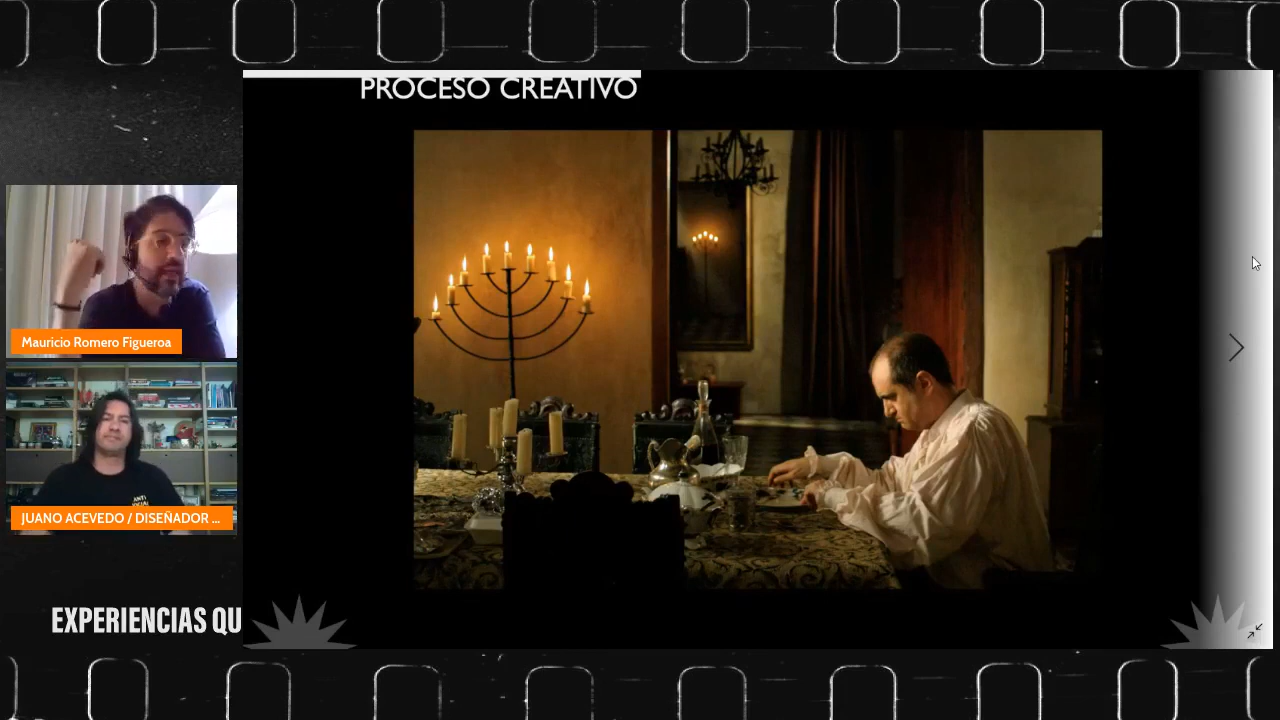 PROCESO CREATIVO
Mauricio Romero Figueroa
JUANO ACEVEDO / DISEÑADOR ...
EXPERIENCIAS QU